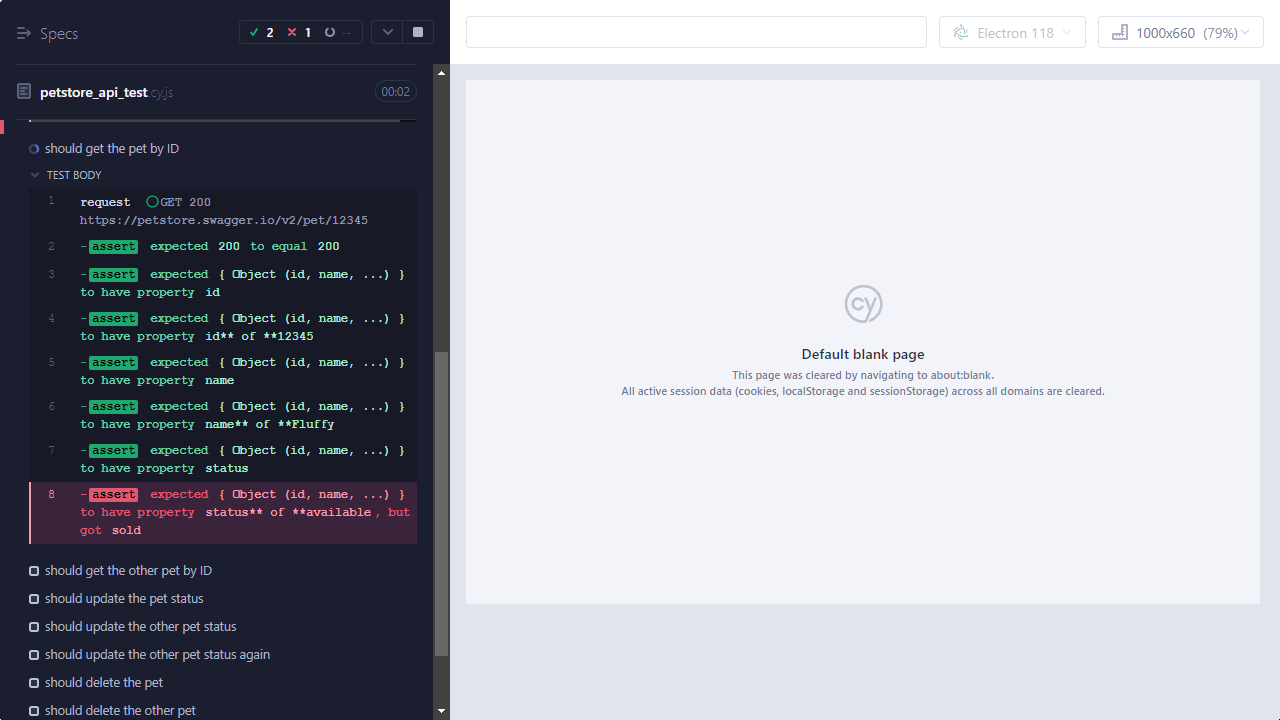 Specs
2
1
--
petstore_api_test.cy.js
00:02
should get the pet by ID
TEST BODY
1 request GET 200
https://petstore.swagger.io/v2/pet/12345
2 -assert expected 200 to equal 200
3 -assert expected { Object (id, name, ...) }
to have property id
4 -assert expected { Object (id, name, ...) }
to have property id** of **12345
5 -assert expected { Object (id, name, ...) }
to have property name
6 -assert expected { Object (id, name, ...) }
to have property name** of **Fluffy
7 -assert expected { Object (id, name, ...) }
to have property status
8 -assert expected { Object (id, name, ...) }
to have property status** of **available, but
got sold
should get the other pet by ID
should update the pet status
should update the other pet status
should update the other pet status again
should delete the pet
should delete the other pet
Electron 118
1000x660 (79%)
cy
Default blank page
This page was cleared by navigating to about:blank.
All active session data (cookies, localStorage and sessionStorage) across all domains are cleared.